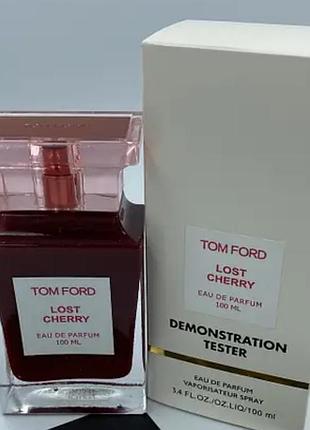 TOM FORD
LOST
CHERRY
EAU DE PARFUM
100 ML
TOM FORD
LOST
CHERRY
EAU DE PARFUM
100 ML
DEMONSTRATION
TESTER
EAU DE PARFUM
VAPORISATEUR SPRAY
3.4 FL.OZ./OZ.LIQ/100 ml